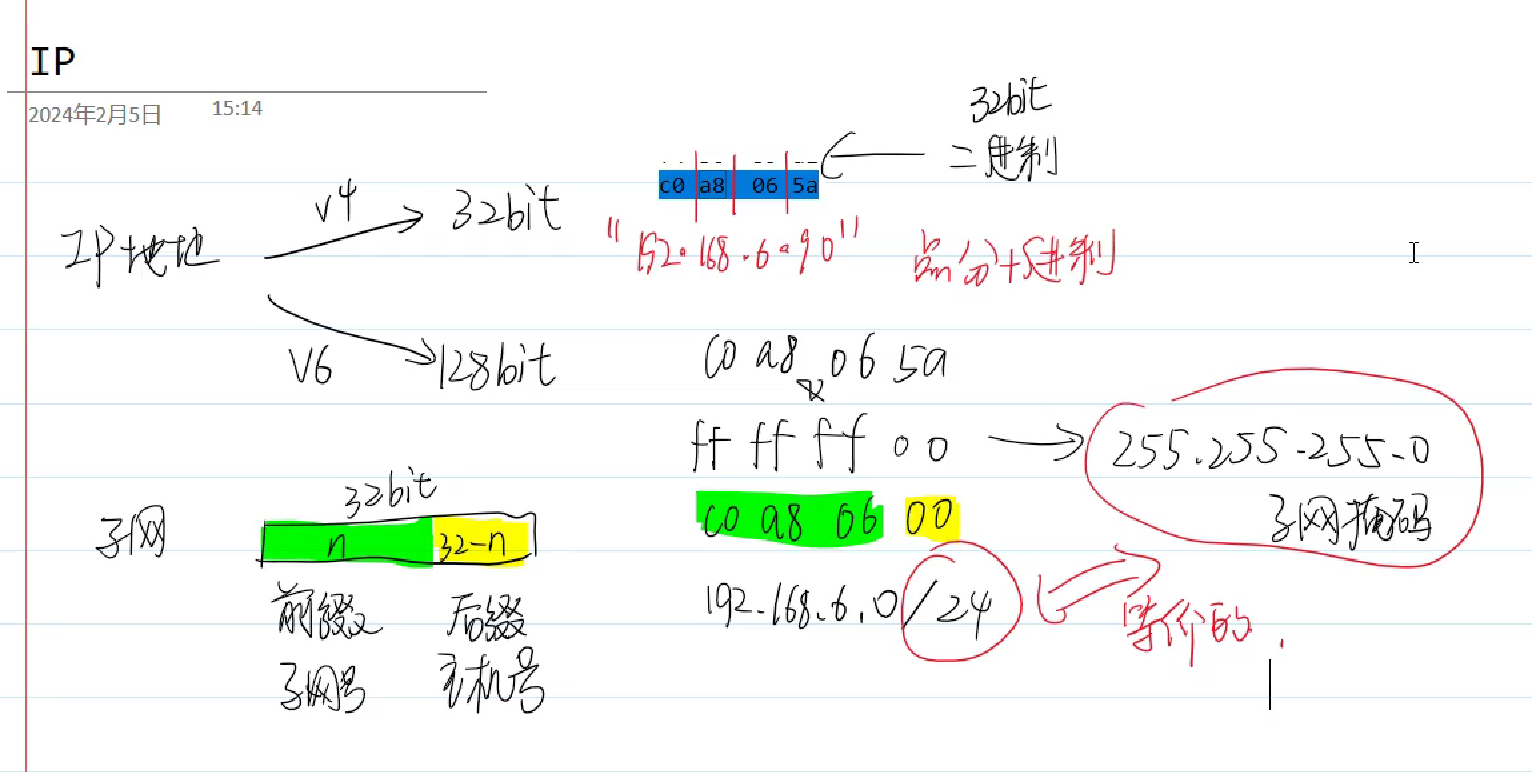 IP
2024年2月5日 15:14
32bit
二进制
c0 a8 06 5a
"192.168.6.90" 点分十进制
IP地址
v4 32bit
V6 128bit
c0 a8 06 5a
&
ff ff ff 00 255.255.255.0
子网掩码
c0 a8 06 00
192.168.6.0/24 等价的.
子网
32bit
n 32-n
前缀 后缀
子网号 主机号